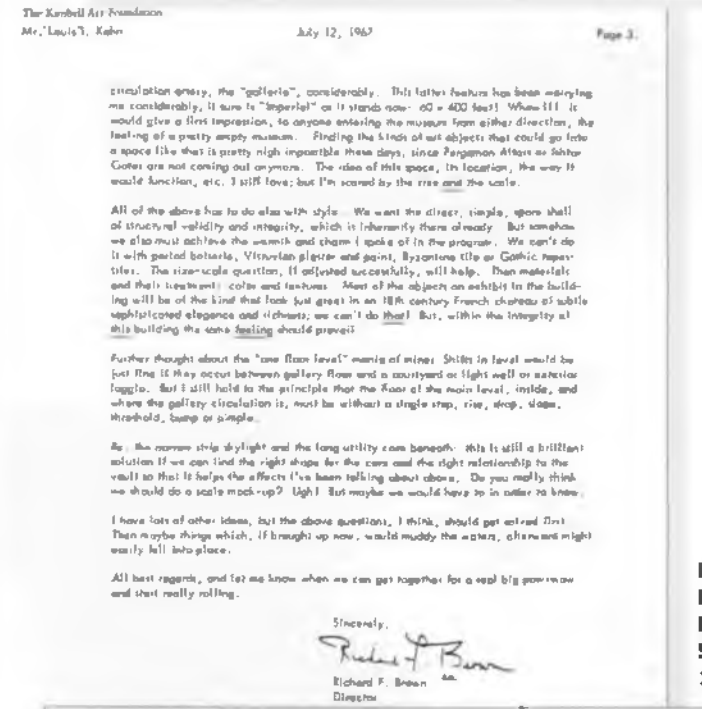 The Kimbell Art Foundation
Mr. Louis I. Kahn July 12, 1967 Page 3.
circulation artery, the "galleria", considerably. This latter feature has been worrying
me considerably, it sure is "imperial" as it stands now: 60 x 400 feet! Whew!!! It
would give a first impression, to anyone entering the museum from either direction, the
feeling of a pretty empty museum. Finding the kinds of art objects that could go into
a space like that is pretty nigh impossible these days, since Pergamon Altars or Ishtar
Gates are not coming out anymore. The idea of this space, its location, the way it
would function, etc. I still love; but I'm scared by the size and the scale.
All of the above has to do also with style. We want the direct, simple, spare shell
of structural validity and integrity, which is inherently there already. But somehow
we also must achieve the warmth and charm I spoke of in the program. We can't do
it with period boiserie, Vitruvian plaster and paint, Byzantine tile or Gothic tapes-
tries. The size-scale question, if adjusted successfully, will help. Then materials
and their treatment; color and textures. Most of the objects on exhibit in the build-
ing will be of the kind that look just great in an 18th century French chateau of subtle
sophisticated elegance and richness; we can't do that! But, within the integrity of
this building the same feeling should prevail.
Further thought about the "one floor level" mania of mine: Shifts in level would be
just fine if they occur between gallery floor and a courtyard or light well or exterior
loggia. But I still hold to the principle that the floor of the main level, inside, and
where the gallery circulation is, must be without a single step, rise, drop, slope,
threshold, bump or pimple.
Re: the narrow strip skylight and the long utility core beneath: this is still a brilliant
solution if we can find the right shape for the core and the right relationship to the
vault so that it helps the effects I've been talking about above. Do you really think
we should do a scale mock-up? Ugh! But maybe we would have to in order to know.
I have lots of other ideas, but the above questions, I think, should get solved first.
Then maybe things which, if brought up now, would muddy the waters, afterward might
easily fall into place.
All best regards, and let me know when we can get together for a real big powwow
and start really rolling.
Sincerely,
Richard F. Brown
Richard F. Brown
Director